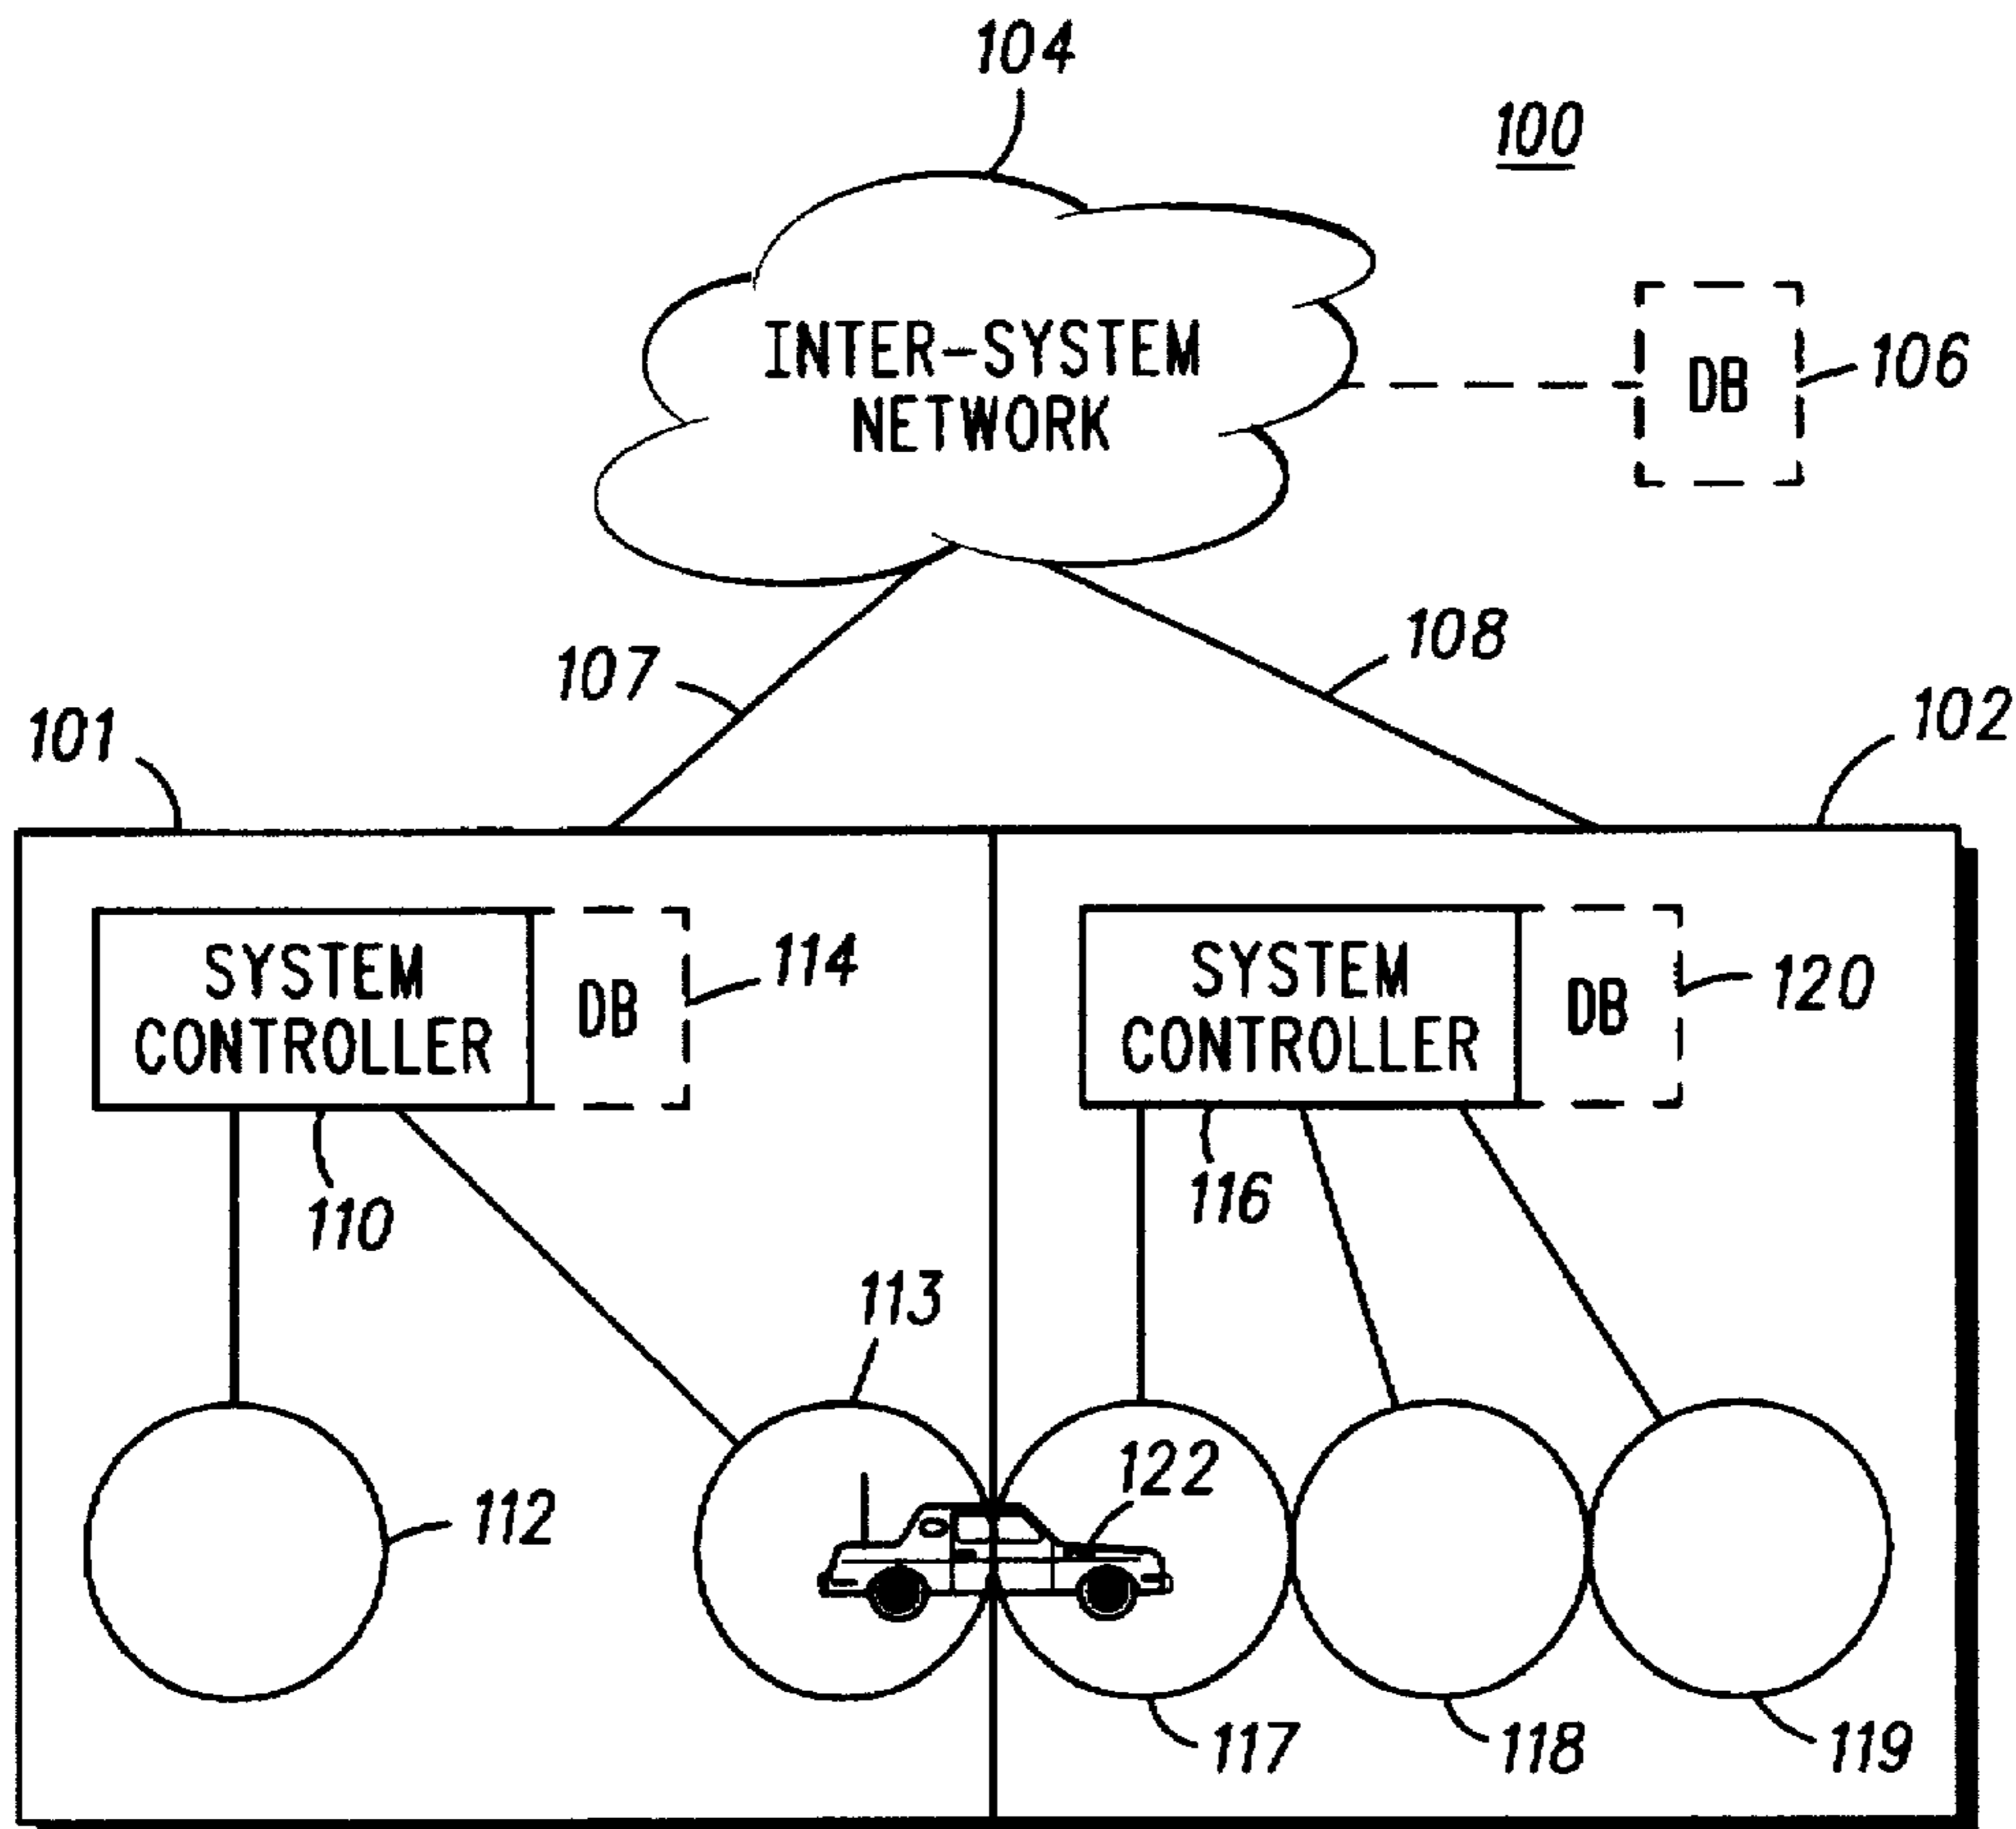 104
100
INTER-SYSTEM
NETWORK
DB
106
107
108
101
102
SYSTEM
CONTROLLER
DB
114
SYSTEM
CONTROLLER
DB
120
110
116
113
122
112
117
118
119